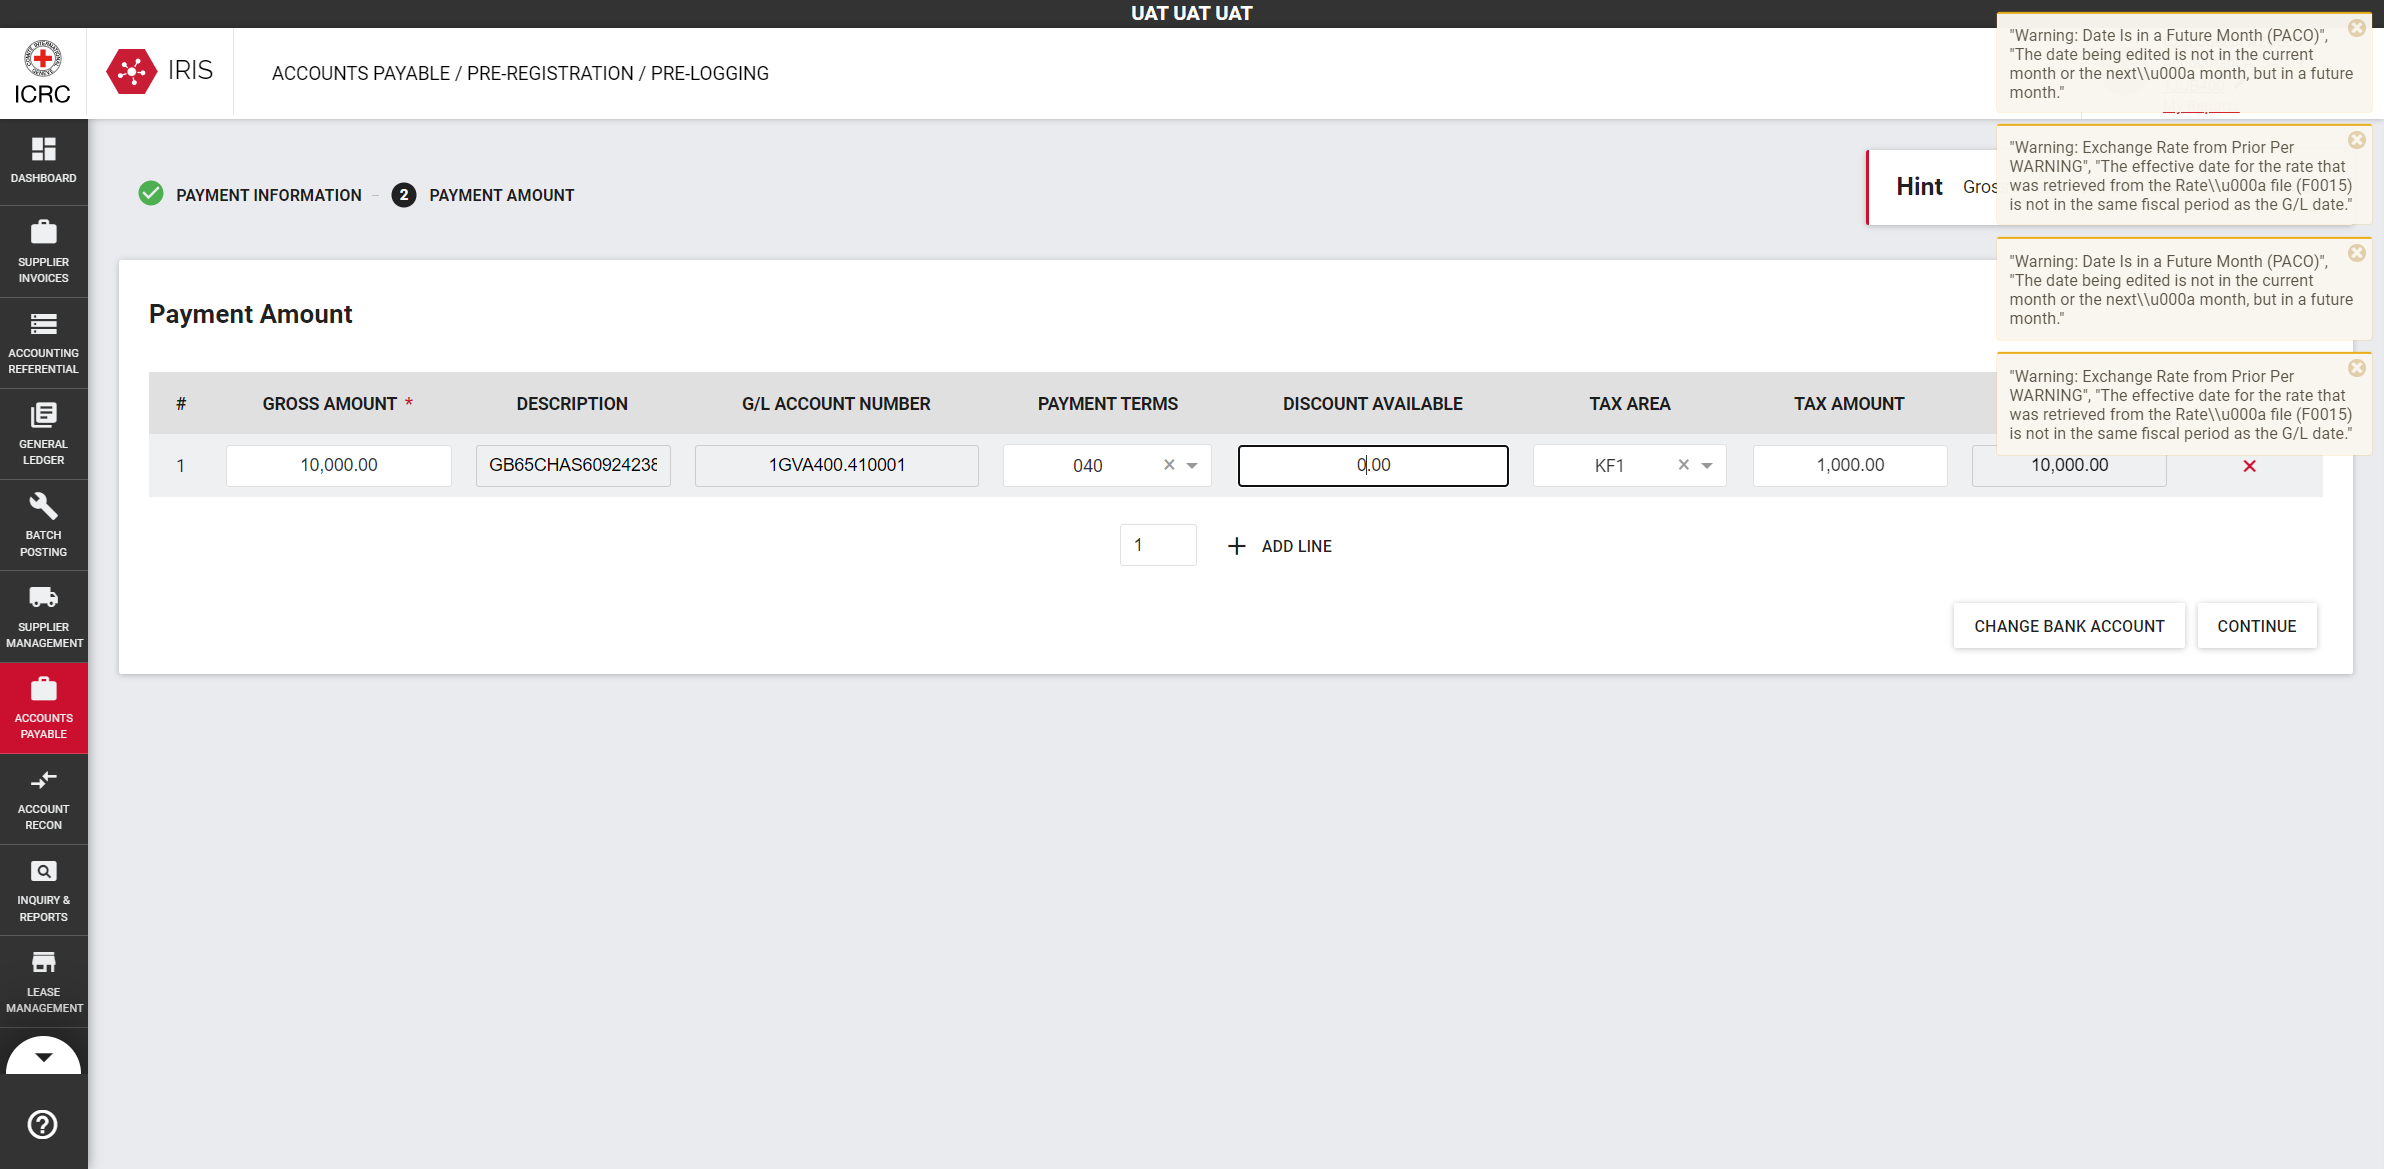 UAT UAT UAT
ICRC
IRIS
ACCOUNTS PAYABLE / PRE-REGISTRATION / PRE-LOGGING
"Warning: Date Is in a Future Month (PACO)",
"The date being edited is not in the current
month or the next\\u000a month, but in a future
month."
"Warning: Exchange Rate from Prior Per
WARNING", "The effective date for the rate that
was retrieved from the Rate\\u000a file (F0015)
is not in the same fiscal period as the G/L date."
"Warning: Date Is in a Future Month (PACO)",
"The date being edited is not in the current
month or the next\\u000a month, but in a future
month."
"Warning: Exchange Rate from Prior Per
WARNING", "The effective date for the rate that
was retrieved from the Rate\\u000a file (F0015)
is not in the same fiscal period as the G/L date."
DASHBOARD
SUPPLIER
INVOICES
ACCOUNTING
REFERENTIAL
GENERAL
LEDGER
BATCH
POSTING
SUPPLIER
MANAGEMENT
ACCOUNTS
PAYABLE
ACCOUNT
RECON
INQUIRY &
REPORTS
LEASE
MANAGEMENT
PAYMENT INFORMATION – 2 PAYMENT AMOUNT
Hint Gros
Payment Amount
# GROSS AMOUNT * DESCRIPTION G/L ACCOUNT NUMBER PAYMENT TERMS DISCOUNT AVAILABLE TAX AREA TAX AMOUNT
1 10,000.00 GB65CHAS60924238 1GVA400.410001 040 0.00 KF1 1,000.00 10,000.00
1 ADD LINE
CHANGE BANK ACCOUNT CONTINUE